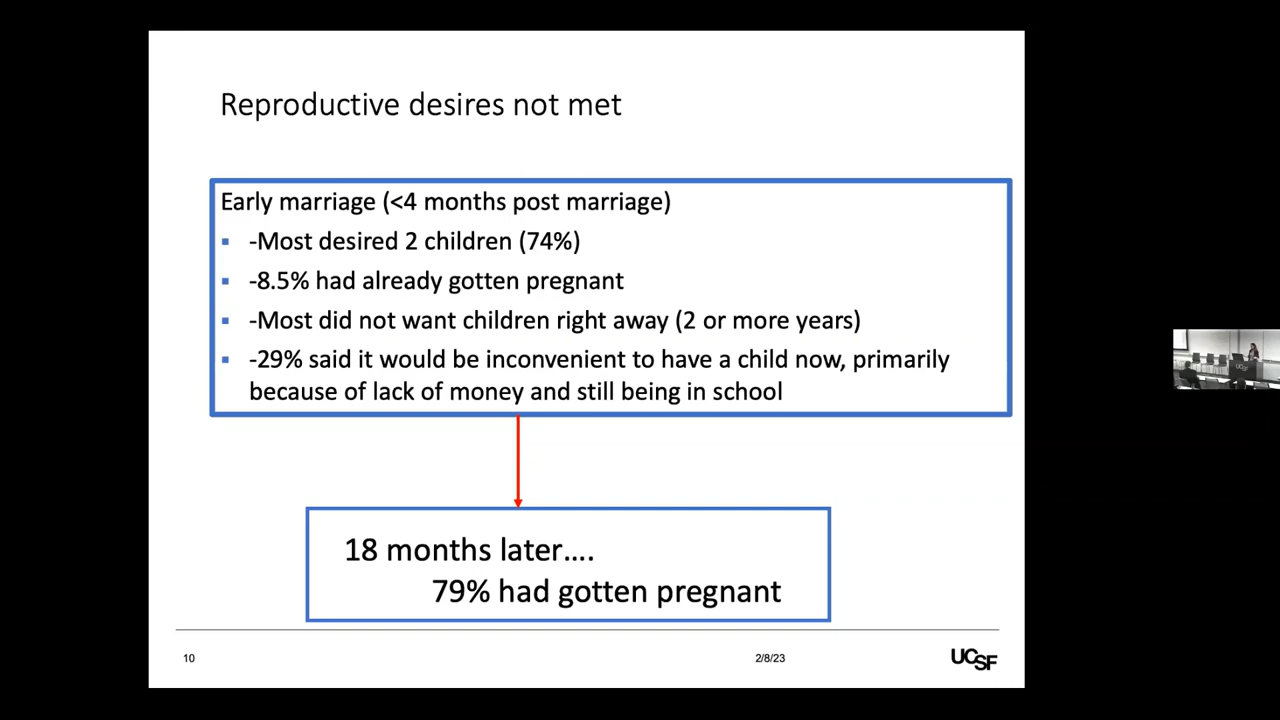 Reproductive desires not met
Early marriage (<4 months post marriage)
▪ -Most desired 2 children (74%)
▪ -8.5% had already gotten pregnant
▪ -Most did not want children right away (2 or more years)
▪ -29% said it would be inconvenient to have a child now, primarily
because of lack of money and still being in school
18 months later....
79% had gotten pregnant
10
2/8/23
UCSF
UCSF